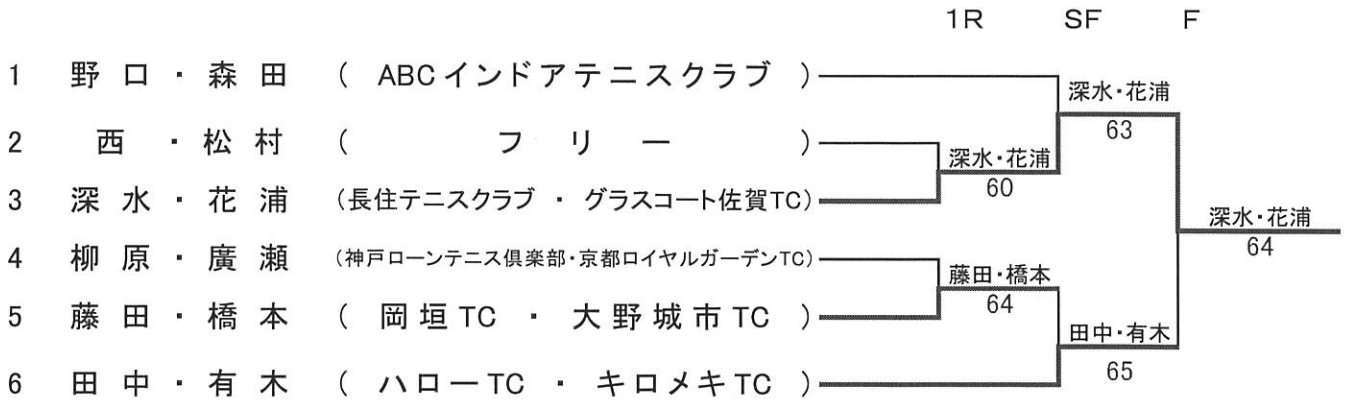 1R SF F
1 野口・森田 ( ABCインドアテニスクラブ )
深水・花浦
63
2 西・松村 ( フリー )
深水・花浦
60
3 深水・花浦 (長住テニスクラブ ・ グラスコート佐賀TC)
深水・花浦
64
4 柳原・廣瀬 (神戸ローンテニス倶楽部・京都ロイヤルガーデンTC)
藤田・橋本
64
5 藤田・橋本 ( 岡垣TC ・ 大野城市TC )
田中・有木
65
6 田中・有木 ( ハローTC ・ キロメキTC )